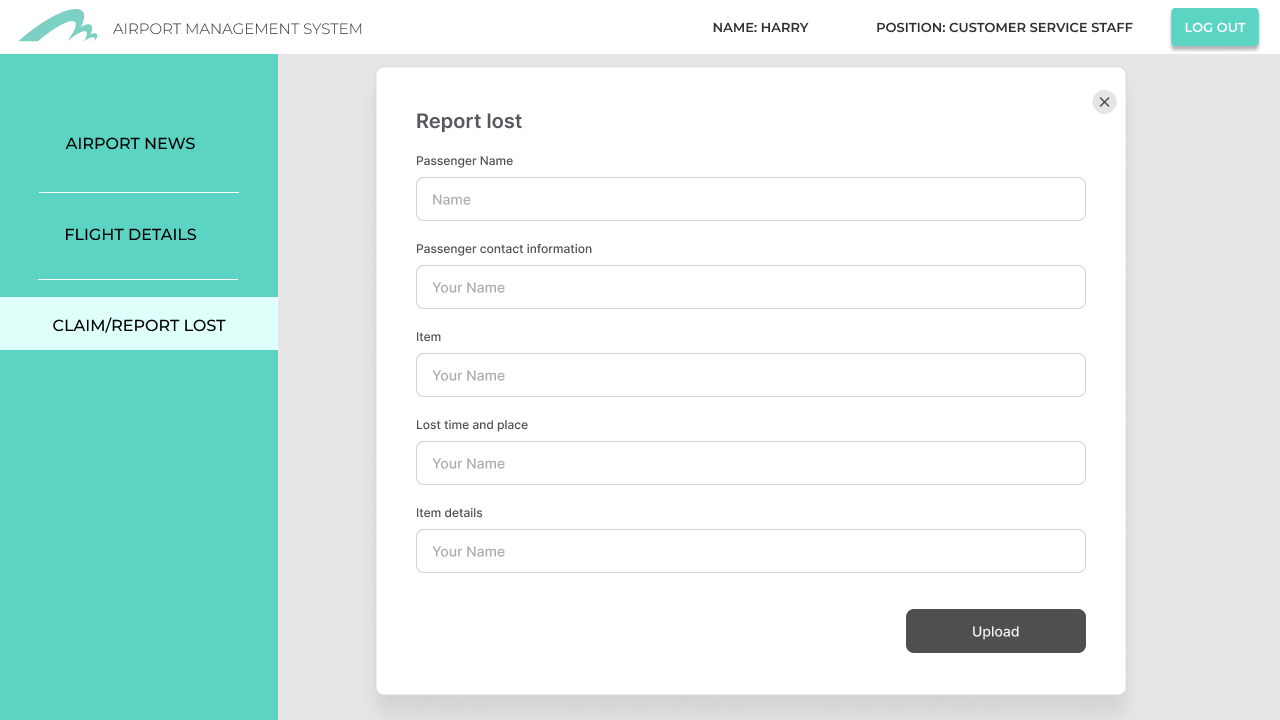 AIRPORT MANAGEMENT SYSTEM
NAME: HARRY
POSITION: CUSTOMER SERVICE STAFF
LOG OUT
AIRPORT NEWS
FLIGHT DETAILS
CLAIM/REPORT LOST
Report lost
Passenger Name
Name
Passenger contact information
Your Name
Item
Your Name
Lost time and place
Your Name
Item details
Your Name
Upload